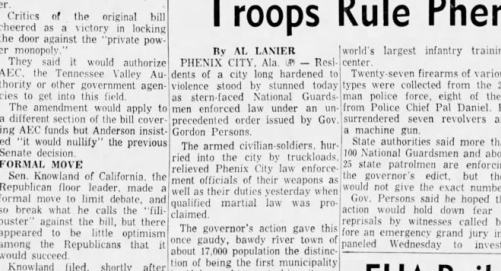 er.
Critics of the original bill
cheered as a victory in locking
the door against the "private pow-
er monopoly."
They said it would authorize
AEC, the Tennessee Valley Au-
thority or other government agen-
cies to get into this field.
The amendment would apply to
a different section of the bill cover-
ing AEC funds but Anderson insist-
ed "it would nullify" the previous
Senate decision.
FORMAL MOVE
Sen. Knowland of California, the
Republican floor leader, made a
formal move to limit debate, and
so break what he calls the "fili-
buster" against the bill, but there
appeared to be little optimism
among the Republicans that it
would succeed.
Knowland filed, shortly after
Troops Rule Phen
By AL LANIER
PHENIX CITY, Ala. (AP) — Resi-
dents of a city long hardened to
violence stood by stunned today
as stern-faced National Guards-
men enforced law under an un-
precedented order issued by Gov.
Gordon Persons.
The armed civilian-soldiers, hur-
ried into the city by truckloads,
relieved Phenix City law enforce-
ment officials of their weapons as
well as their duties yesterday when
qualified martial law was pro-
claimed.
The governor's action gave this
once gaudy, bawdy river town of
about 17,000 population the distinc-
tion of being the first municipality
world's largest infantry trainin
center.
Twenty-seven firearms of variou
types were collected from the 2
man police force, eight of the
from Police Chief Pal Daniel. H
surrendered seven revolvers a
a machine gun.
State authorities said more tha
100 National Guardsmen and abo
25 state patrolmen are enforcin
the governor's edict, but the
would not give the exact numbe
Gov. Persons said he hoped th
action would hold down fear
reprisals by witnesses called b
fore an emergency grand jury im
paneled Wednesday to invest